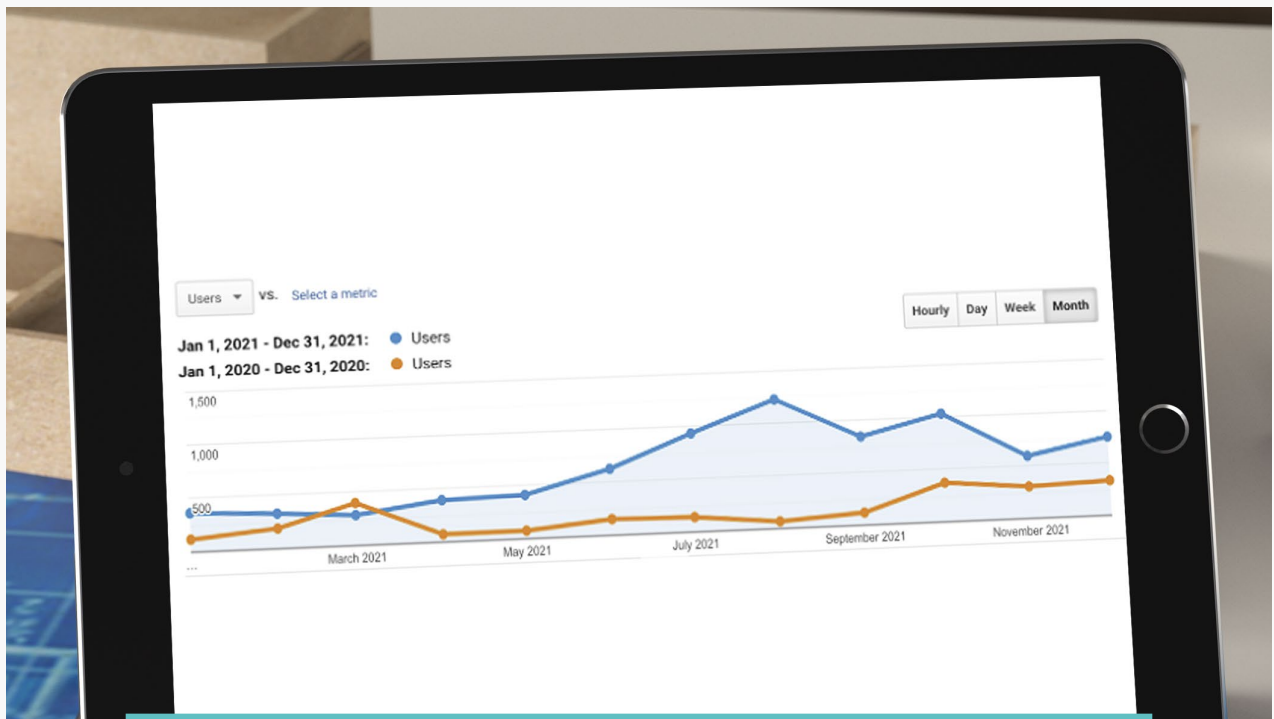 Users vs. Select a metric
Hourly Day Week Month
Jan 1, 2021 - Dec 31, 2021: Users
Jan 1, 2020 - Dec 31, 2020: Users
1,500
1,000
500
... March 2021 May 2021 July 2021 September 2021 November 2021